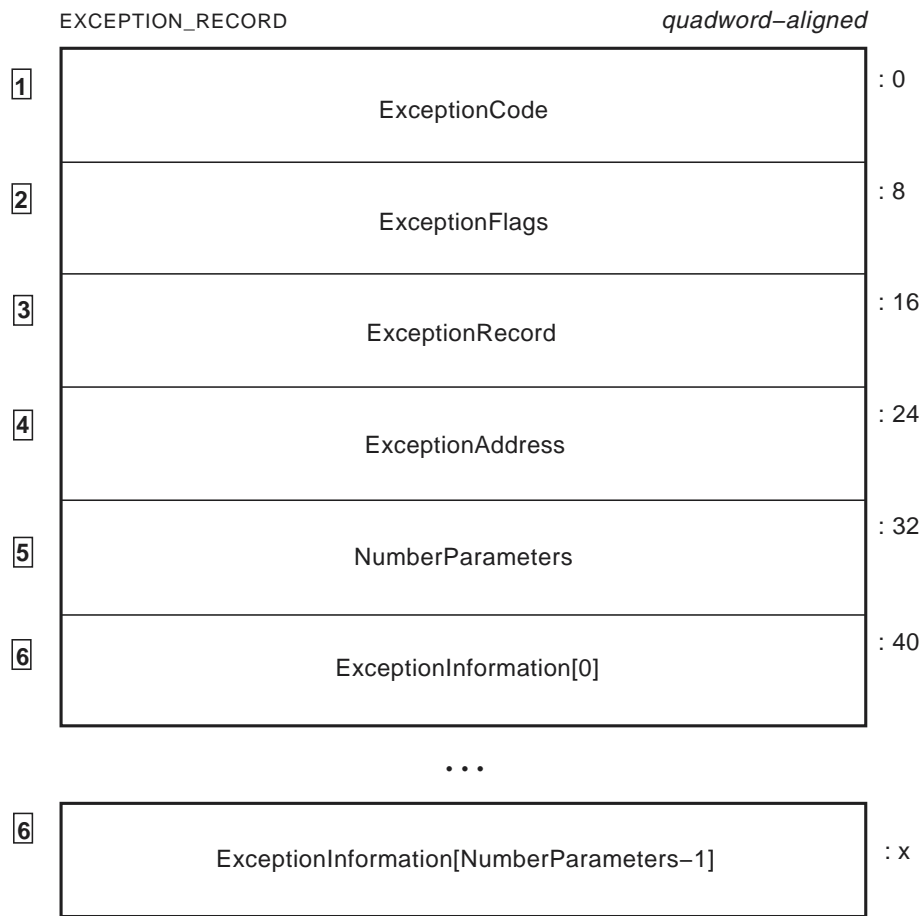 EXCEPTION_RECORD quadword–aligned
1 : 0
ExceptionCode
2 : 8
ExceptionFlags
3 : 16
ExceptionRecord
4 : 24
ExceptionAddress
5 : 32
NumberParameters
6 : 40
ExceptionInformation[0]
...
6
ExceptionInformation[NumberParameters–1] : x